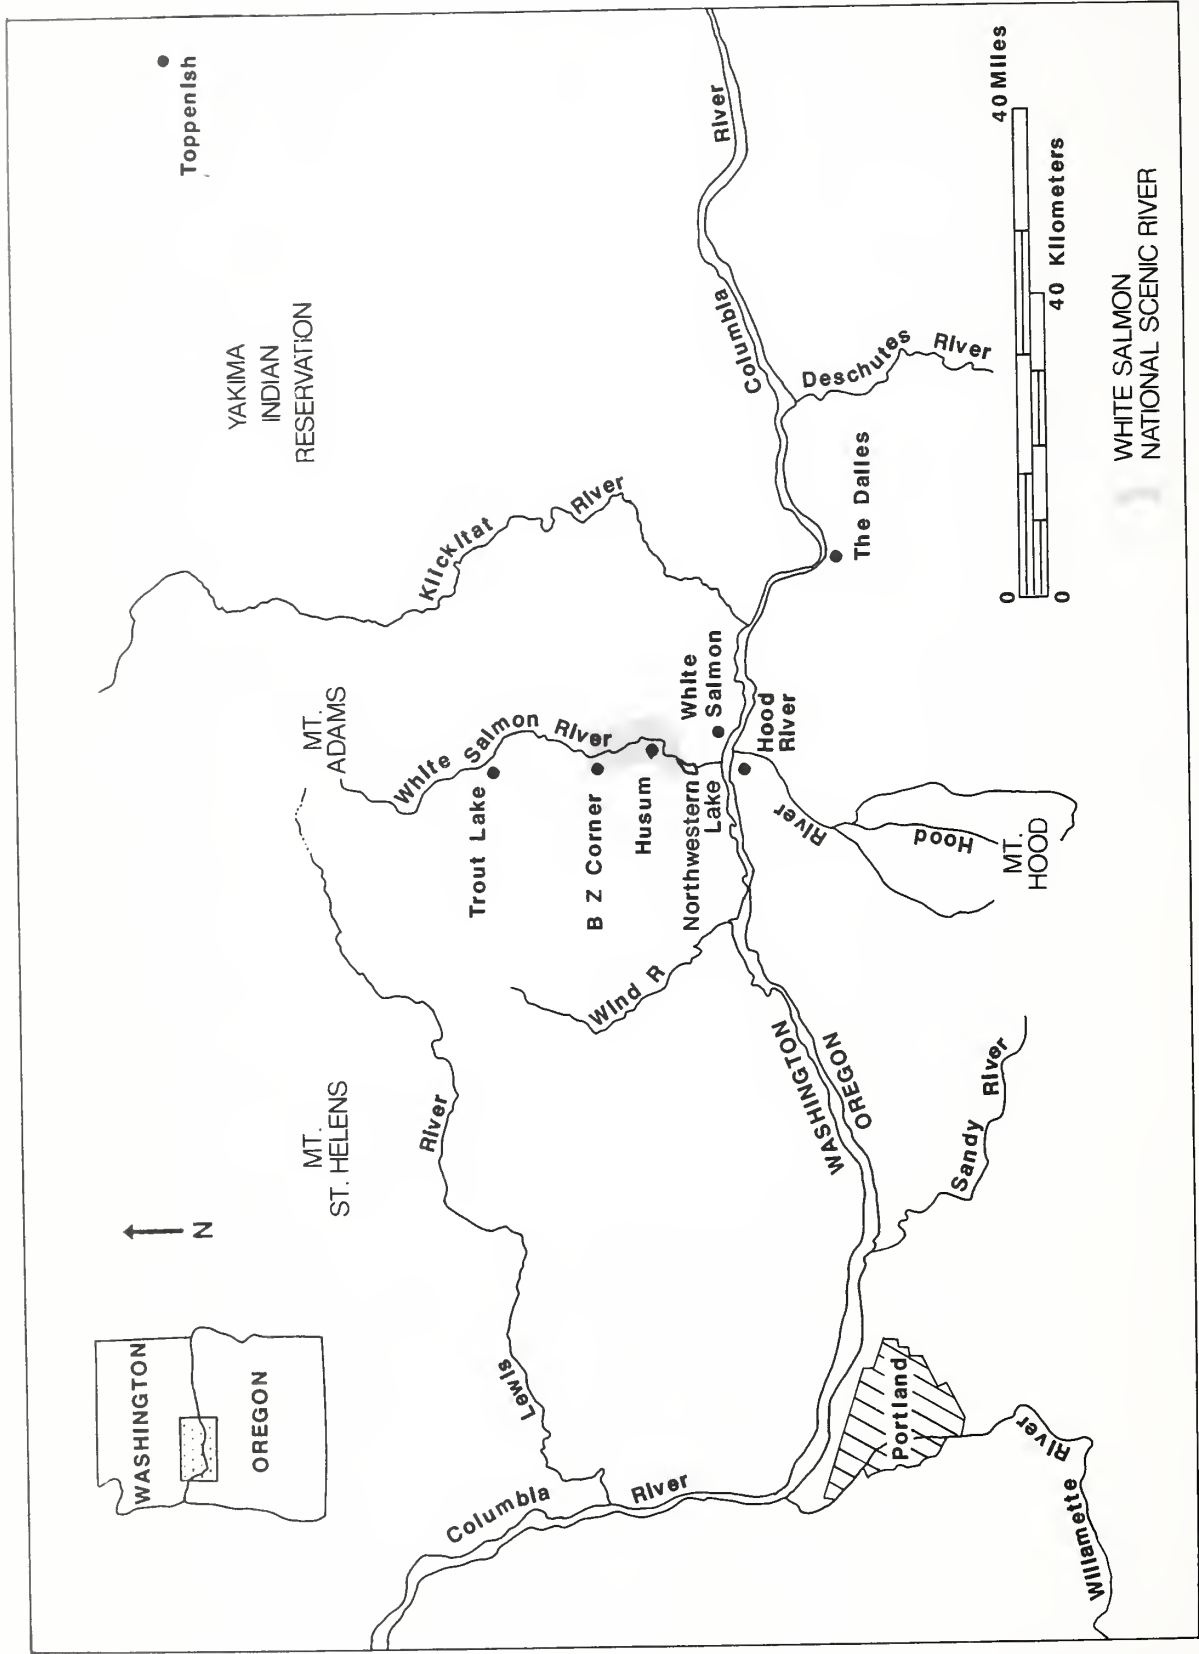 WASHINGTON
OREGON
N
MT.
ST. HELENS
MT.
ADAMS
YAKIMA
INDIAN
RESERVATION
Toppenish
Columbia
River
Lewis
River
Wind R
White Salmon River
Trout Lake
B Z Corner
Husum
Northwestern
Lake
White
Salmon
Klickitat River
Hood
River
River
Hood
MT.
HOOD
WASHINGTON
OREGON
Portland
Willamette River
Sandy River
The Dalles
Deschutes River
Columbia
River
0
40 Miles
0
40 Kilometers
WHITE SALMON
NATIONAL SCENIC RIVER